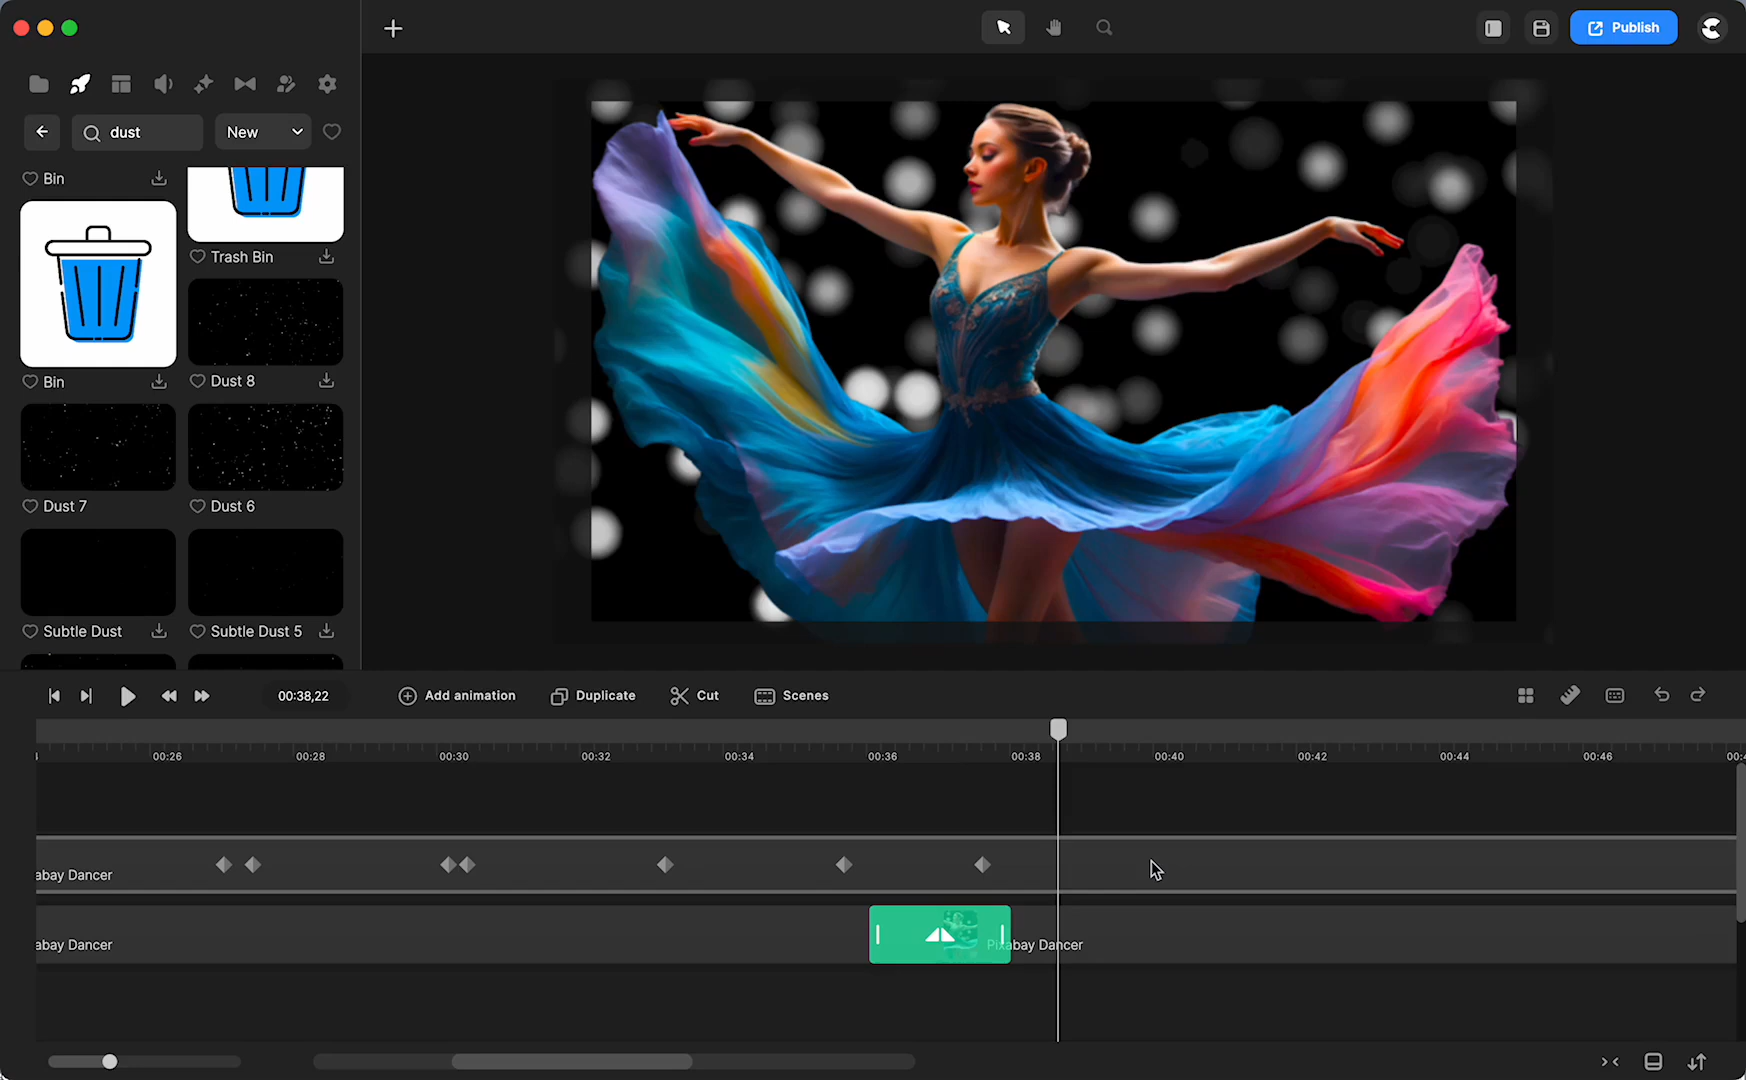 Publish
dust
New
Bin
Trash Bin
Bin
Dust 8
Dust 7
Dust 6
Subtle Dust
Subtle Dust 5
00:38,22
Add animation
Duplicate
Cut
Scenes
00:26
00:28
00:30
00:32
00:34
00:36
00:38
00:40
00:42
00:44
00:46
00:4
abay Dancer
abay Dancer
Pixabay Dancer